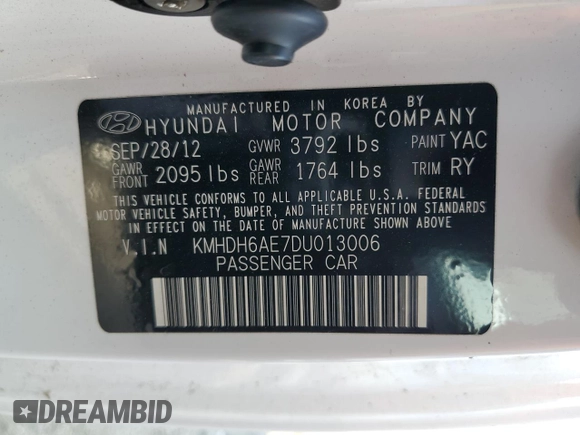 MANUFACTURED IN KOREA BY
HYUNDAI MOTOR COMPANY
SEP/28/12 GVWR 3792 lbs PAINT YAC
GAWR FRONT 2095 lbs GAWR REAR 1764 lbs TRIM RY
THIS VEHICLE CONFORMS TO ALL APPLICABLE U.S.A. FEDERAL
MOTOR VEHICLE SAFETY, BUMPER, AND THEFT PREVENTION STANDARDS
IN EFFECT ON THE DATE OF MANUFACTURE SHOWN ABOVE.
V.I.N KMHDH6AE7DU013006
PASSENGER CAR
DREAMBID